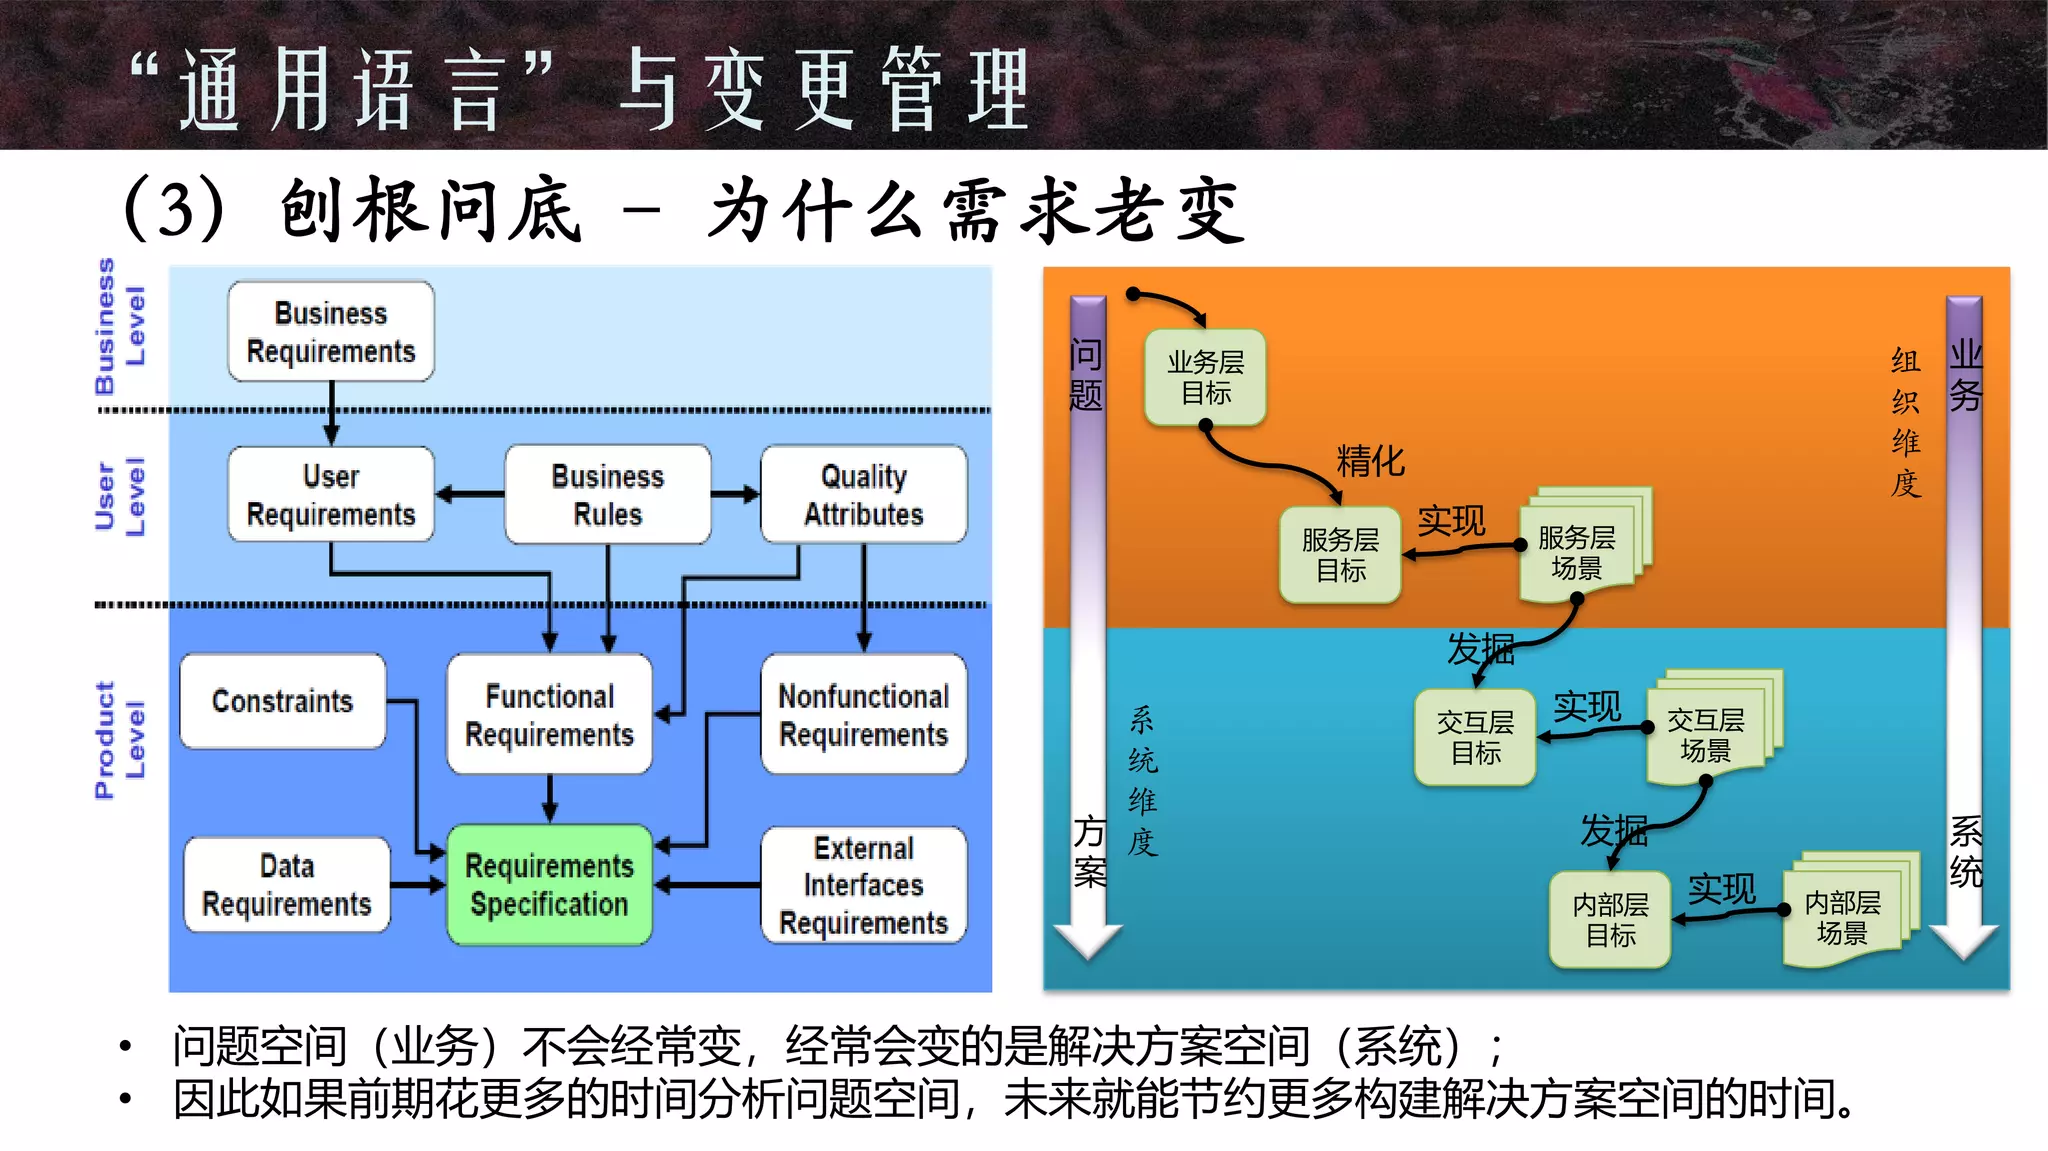 “通用语言”与变更管理
（3）刨根问底 - 为什么需求老变
Business
Level
Business
Requirements
User
Level
User
Requirements
Business
Rules
Quality
Attributes
Product
Level
Constraints
Functional
Requirements
Nonfunctional
Requirements
Data
Requirements
Requirements
Specification
External
Interfaces
Requirements
问
题
方
案
业务层
目标
精化
服务层
目标
实现
服务层
场景
组
织
维
度
业
务
系
统
系
统
维
度
发掘
交互层
目标
实现
交互层
场景
发掘
内部层
目标
实现
内部层
场景
• 问题空间（业务）不会经常变，经常会变的是解决方案空间（系统）；
• 因此如果前期花更多的时间分析问题空间，未来就能节约更多构建解决方案空间的时间。